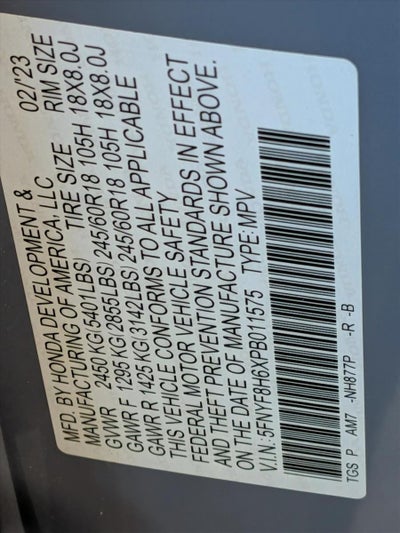 MFD. BY HONDA DEVELOPMENT & 02/'23
MANUFACTURING OF AMERICA, LLC
TIRE SIZE RIM SIZE
GVWR 2450 KG(5401LBS)
GAWR F 1295 KG(2855LBS) 245/60R18 105H 18X8.0J
GAWR R 1425 KG(3142LBS) 245/60R18 105H 18X8.0J
THIS VEHICLE CONFORMS TO ALL APPLICABLE
FEDERAL MOTOR VEHICLE SAFETY
AND THEFT PREVENTION STANDARDS IN EFFECT
ON THE DATE OF MANUFACTURE SHOWN ABOVE.
V.I.N: 5FNYF8H6XPB011575 TYPE: MPV
TGS P AM7 -NH877P -R -B